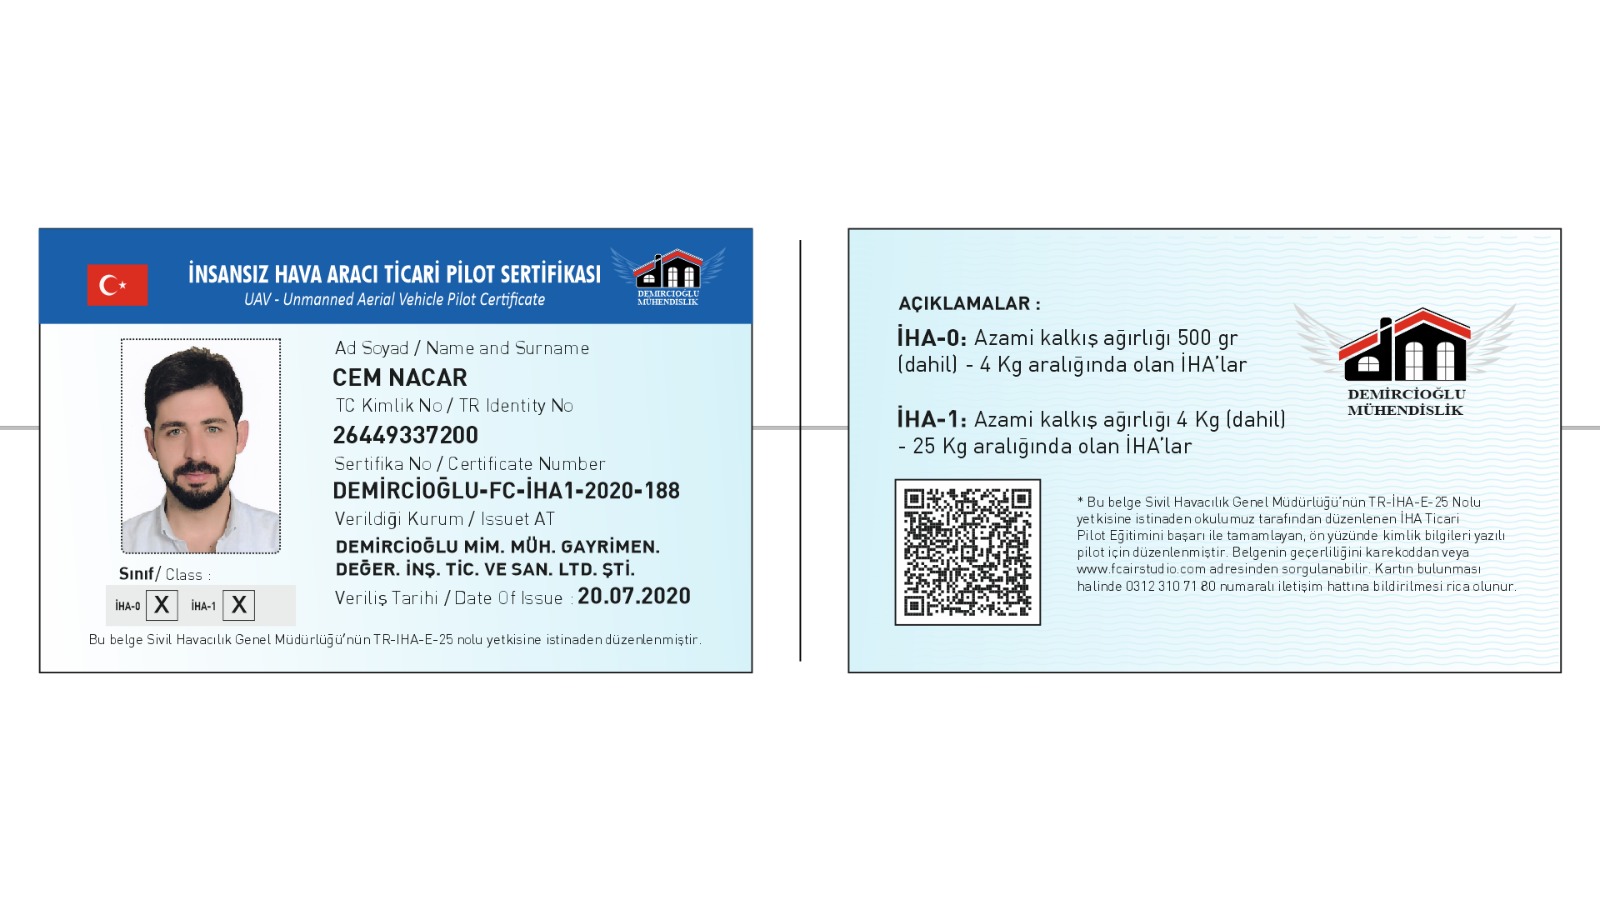 İNSANSIZ HAVA ARACI TİCARİ PİLOT SERTİFİKASI
UAV - Unmanned Aerial Vehicle Pilot Certificate
DEMİRCİOĞLU
MÜHENDİSLİK
Ad Soyad / Name and Surname
CEM NACAR
TC Kimlik No / TR Identity No
26449337200
Sertifika No / Certificate Number
DEMİRCİOĞLU-FC-İHA1-2020-188
Verildiği Kurum / Issuet AT
DEMİRCİOĞLU MİM. MÜH. GAYRİMEN.
DEĞER. İNŞ. TİC. VE SAN. LTD. ŞTİ.
Veriliş Tarihi / Date Of Issue : 20.07.2020
Sınıf/ Class :
İHA-0 X İHA-1 X
Bu belge Sivil Havacılık Genel Müdürlüğü'nün TR-IHA-E-25 nolu yetkisine istinaden düzenlenmiştir.
AÇIKLAMALAR :
İHA-0: Azami kalkış ağırlığı 500 gr
(dahil) - 4 Kg aralığında olan İHA'lar
İHA-1: Azami kalkış ağırlığı 4 Kg (dahil)
- 25 Kg aralığında olan İHA'lar
DEMİRCİOĞLU
MÜHENDİSLİK
* Bu belge Sivil Havacılık Genel Müdürlüğü'nün TR-İHA-E-25 Nolu
yetkisine istinaden okulumuz tarafından düzenlenen İHA Ticari
Pilot Eğitimini başarı ile tamamlayan, ön yüzünde kimlik bilgileri yazılı
pilot için düzenlenmiştir. Belgenin geçerliliğini karekoddan veya
www.fcairstudio.com adresinden sorgulanabilir. Kartın bulunması
halinde 0312 310 71 80 numaralı iletişim hattına bildirilmesi rica olunur.